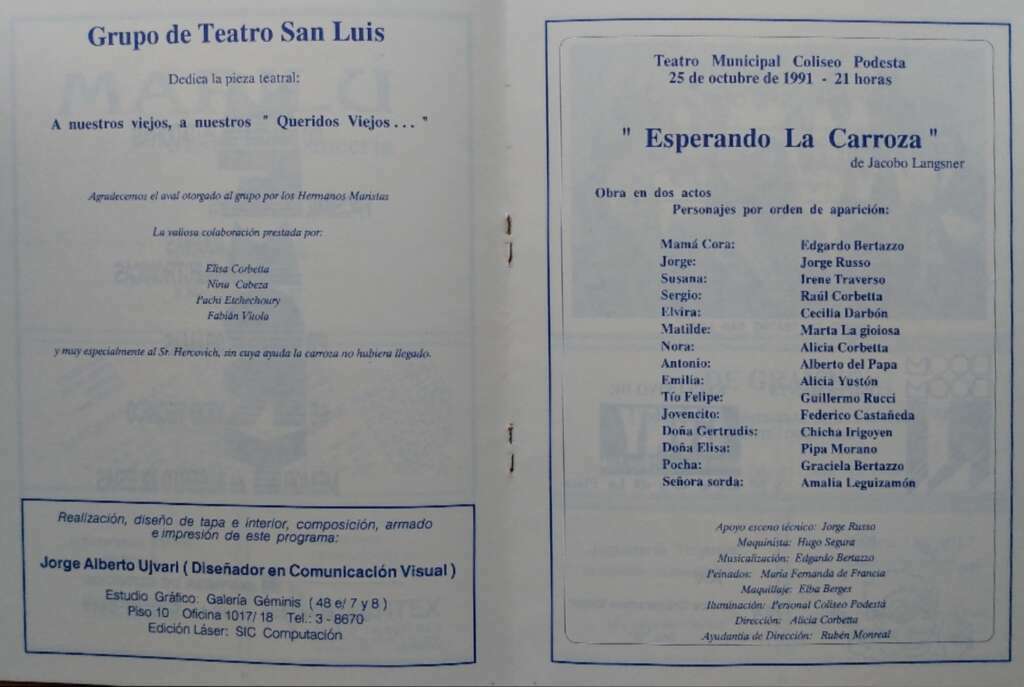 Grupo de Teatro San Luis
Dedica la pieza teatral:
A nuestros viejos, a nuestros " Queridos Viejos . . . "
Agradecemos el aval otorgado al grupo por los Hermanos Maristas
La valiosa colaboración prestada por:
Elisa Corbetta
Nina Cabeza
Pachi Etchechoury
Fabián Vitola
y muy especialmente al Sr. Hercovich, sin cuya ayuda la carroza no hubiera llegado.
Realización, diseño de tapa e interior, composición, armado
e impresión de este programa:
Jorge Alberto Ujvari ( Diseñador en Comunicación Visual )
Estudio Gráfico: Galería Géminis ( 48 e/ 7 y 8 )
Piso 10 Oficina 1017/ 18 Tel.: 3 - 8670
Edición Láser: SIC Computación
Teatro Municipal Coliseo Podesta
25 de octubre de 1991 - 21 horas
" Esperando La Carroza "
de Jacobo Langsner
Obra en dos actos
Personajes por orden de aparición:
Mamá Cora: Edgardo Bertazzo
Jorge: Jorge Russo
Susana: Irene Traverso
Sergio: Raúl Corbetta
Elvira: Cecilia Darbón
Matilde: Marta La gioiosa
Nora: Alicia Corbetta
Antonio: Alberto del Papa
Emilia: Alicia Yustón
Tío Felipe: Guillermo Rucci
Jovencito: Federico Castañeda
Doña Gertrudis: Chicha Irigoyen
Doña Elisa: Pipa Morano
Pocha: Graciela Bertazzo
Señora sorda: Amalia Leguizamón
Apoyo esceno técnico: Jorge Russo
Maquinista: Hugo Segura
Musicalización: Edgardo Bertazzo
Peinados: María Fernanda de Francia
Maquillaje: Elba Berges
Iluminación: Personal Coliseo Podestá
Dirección: Alicia Corbetta
Ayudantía de Dirección: Rubén Monreal